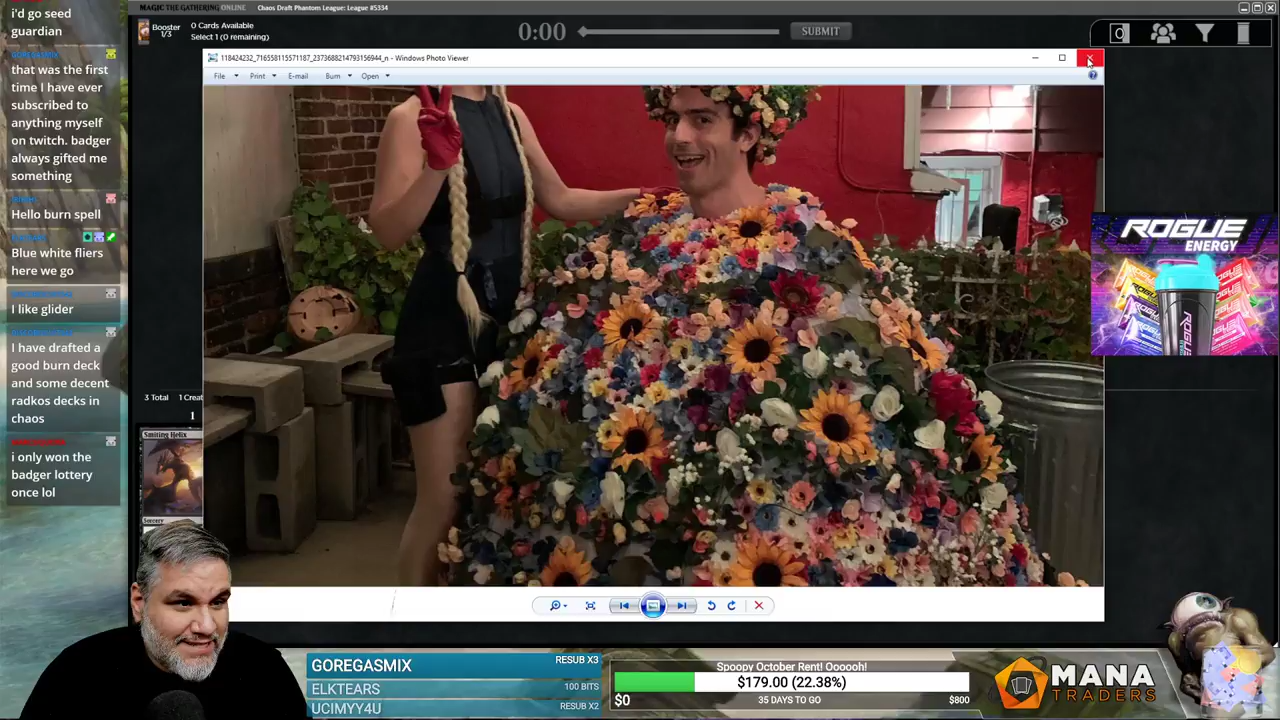 MAGIC THE GATHERING ONLINE Chaos Draft Phantom League: League #5334
Booster
1/3
0 Cards Available
Select 1 (0 remaining)
0:00
SUBMIT
0
i'd go seed
guardian
that was the first
time I have ever
subscribed to
anything myself
on twitch. badger
always gifted me
something
Hello burn spell
Blue white fliers
here we go
I like glider
I have drafted a
good burn deck
and some decent
radkos decks in
chaos
i only won the
badger lottery
once lol
118424232_716558115571187_2373688214793156944_n - Windows Photo Viewer
File Print E-mail Burn Open
3 Total 1 Creat
1
Smiting Helix
Sorcery
ROGUE
ENERGY
ROGUE
GOREGASMIX RESUB X3
ELKTEARS 100 BITS
UCIMYY4U RESUB X2
Spoopy October Rent! Oooooh!
$179.00 (22.38%)
$0 35 DAYS TO GO $800
MANA
TRADERS